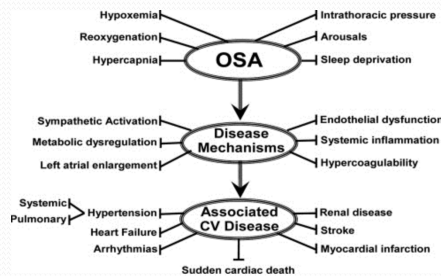 Hypoxemia
Intrathoracic pressure
Reoxygenation
Arousals
Hypercapnia
OSA
Sleep deprivation
Sympathetic Activation
Endothelial dysfunction
Metabolic dysregulation
Disease
Mechanisms
Systemic inflammation
Left atrial enlargement
Hypercoagulability
Systemic
Pulmonary
Hypertension
Associated
CV Disease
Renal disease
Heart Failure
Stroke
Arrhythmias
Myocardial infarction
Sudden cardiac death